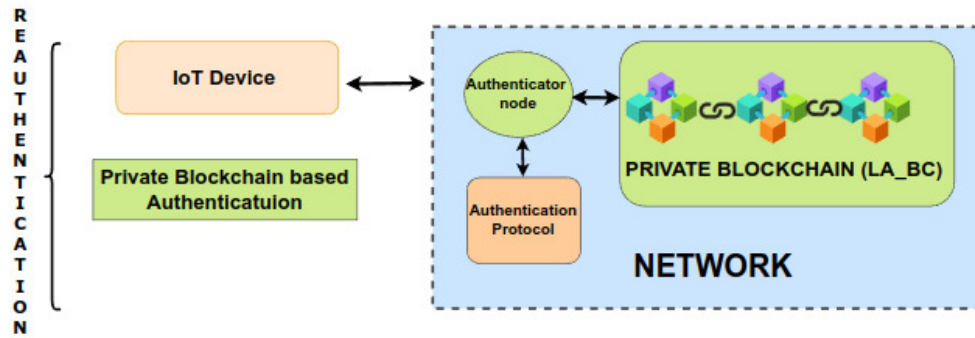 REAUTHENTICATION
IoT Device
Private Blockchain based
Authenticatuion
Authenticator
node
Authentication
Protocol
PRIVATE BLOCKCHAIN (LA_BC)
NETWORK